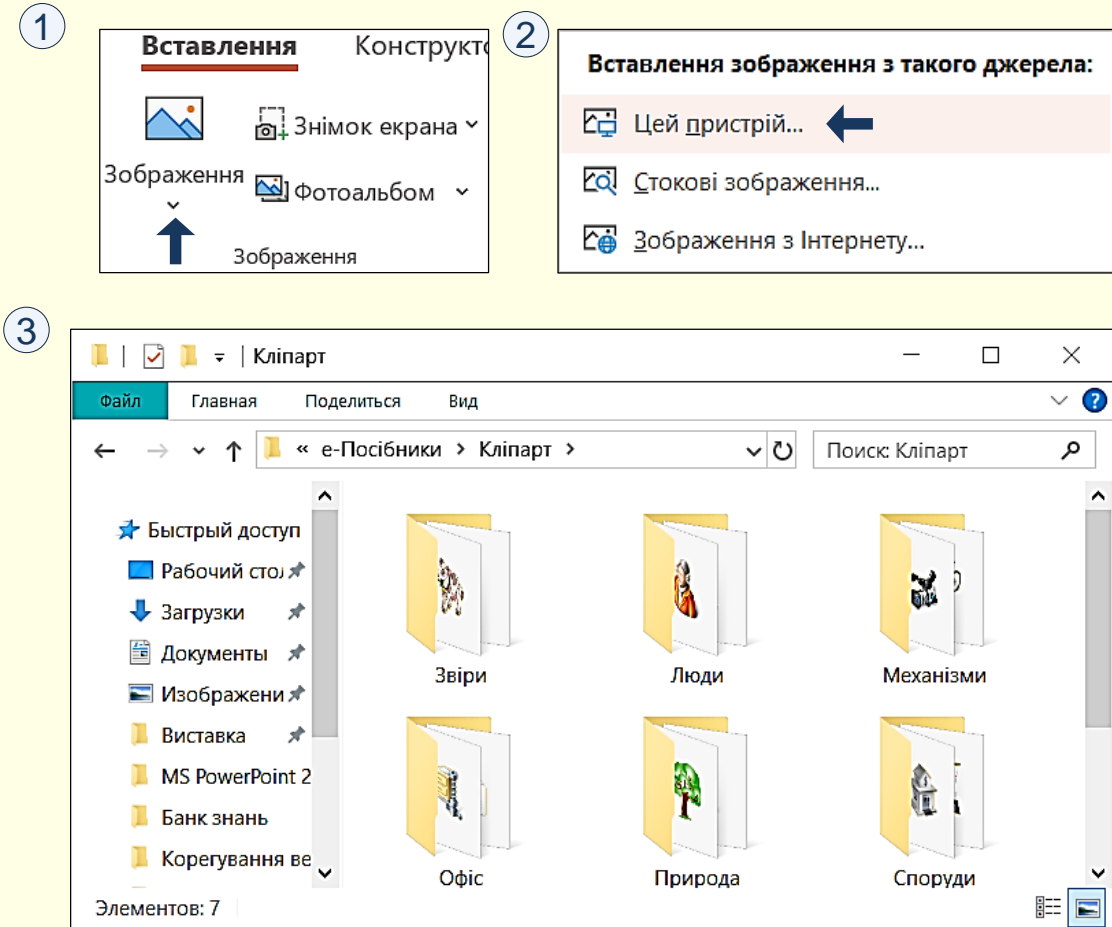 1
Вставлення Конструкт
Знімок екрана
Зображення
Фотоальбом
Зображення
2
Вставлення зображення з такого джерела:
Цей пристрій...
Стокові зображення...
Зображення з Інтернету...
3
Кліпарт
Файл Главная Поделиться Вид
« е-Посібники > Кліпарт >
Поиск: Кліпарт
Быстрый доступ
Рабочий сто
Загрузки
Документы
Изображени
Виставка
MS PowerPoint 2
Банк знань
Корегування ве
Звіри Люди Механізми
Офіс Природа Споруди
Элементов: 7